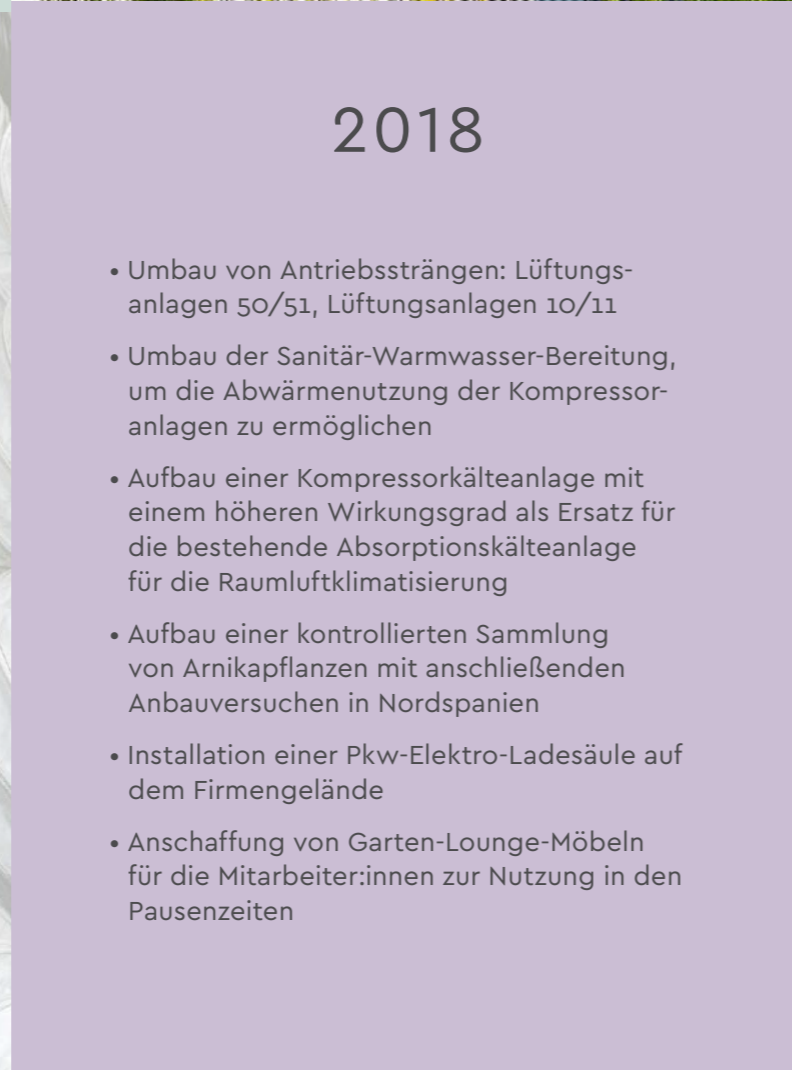 2018
• Umbau von Antriebssträngen: Lüftungs-
anlagen 50/51, Lüftungsanlagen 10/11
• Umbau der Sanitär-Warmwasser-Bereitung,
um die Abwärmenutzung der Kompressor-
anlagen zu ermöglichen
• Aufbau einer Kompressorkälteanlage mit
einem höheren Wirkungsgrad als Ersatz für
die bestehende Absorptionskälteanlage
für die Raumluftklimatisierung
• Aufbau einer kontrollierten Sammlung
von Arnikapflanzen mit anschließenden
Anbauversuchen in Nordspanien
• Installation einer Pkw-Elektro-Ladesäule auf
dem Firmengelände
• Anschaffung von Garten-Lounge-Möbeln
für die Mitarbeiter:innen zur Nutzung in den
Pausenzeiten